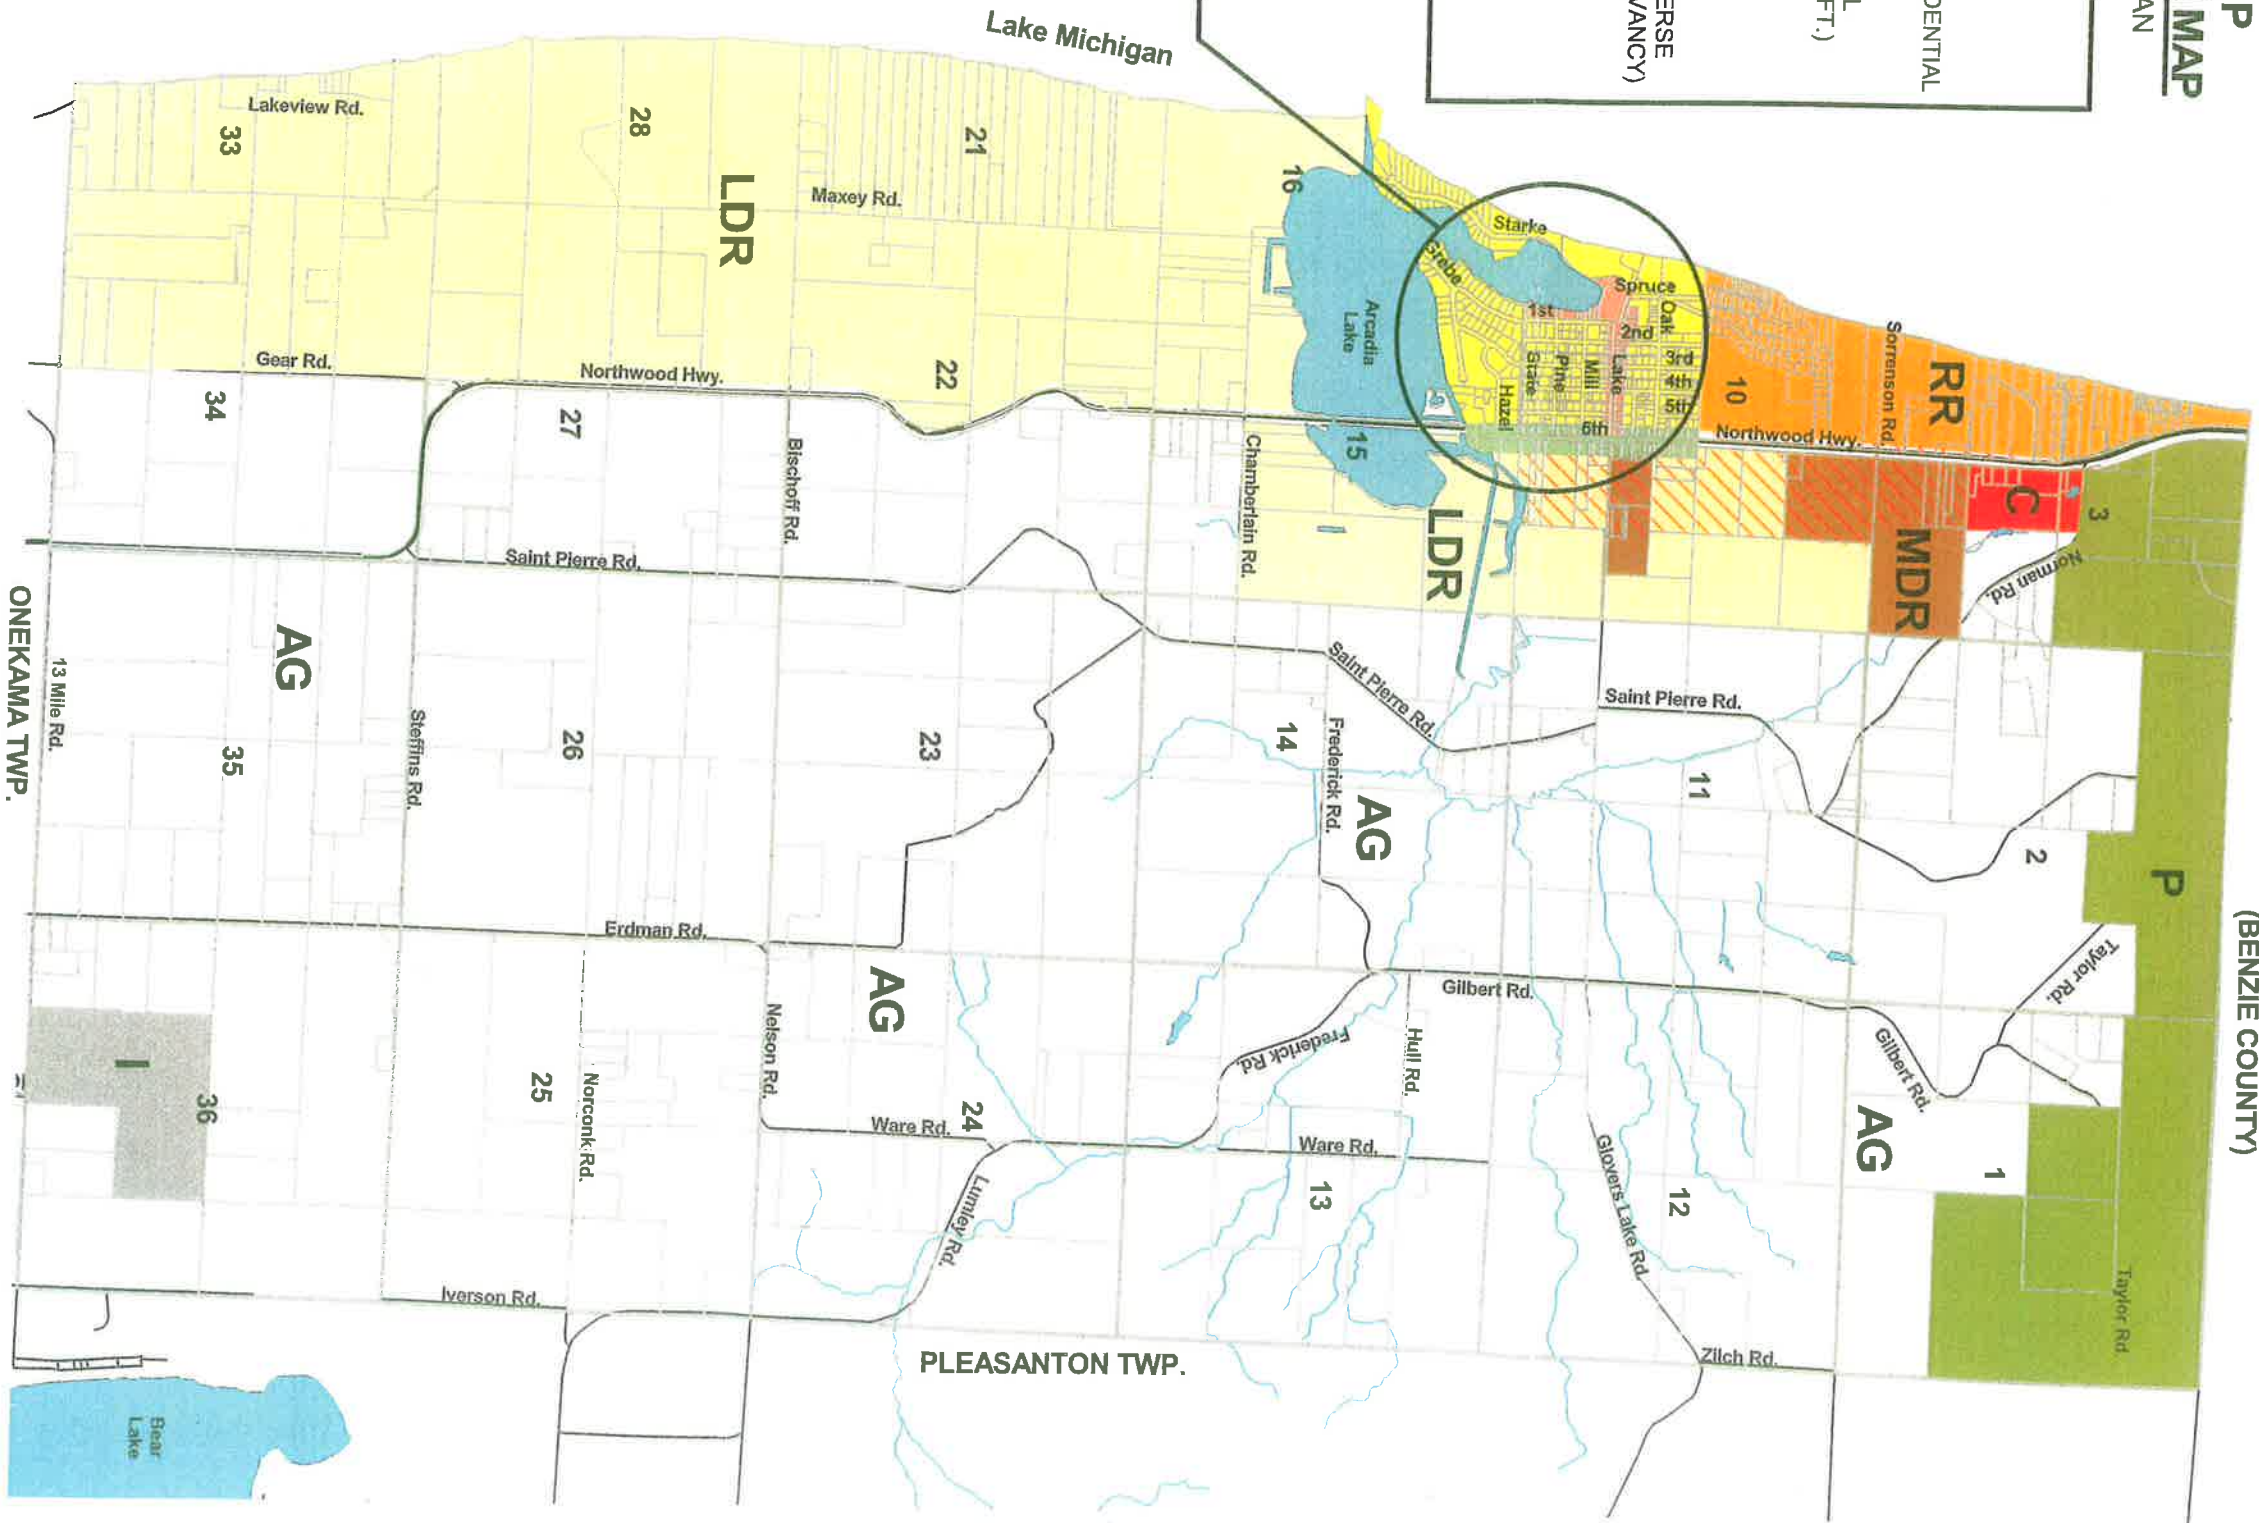 P
MAP
AN
DENTIAL
L
FT.)
ERSE
VANCY)
(BENZIE COUNTY)
Lake Michigan
RR
Sorrenson Rd.
10
Northwood Hwy.
C
3
MDR
Norman Rd.
P
2
Taylor Rd.
Gilbert Rd.
AG
1
Taylor Rd.
Starke
Grebe
Spruce
Oak
1st
2nd
3rd
4th
5th
6th
Lake
Mill
Pine
State
Hazel
Arcadia
Lake
16
15
LDR
Saint Pierre Rd.
11
Saint Pierre Rd.
14
Frederick Rd.
AG
Gilbert Rd.
Hull Rd.
Frederick Rd.
Ware Rd.
13
Glovers Lake Rd.
12
Zilch Rd.
Chamberlain Rd.
21
Maxey Rd.
22
LDR
28
Northwood Hwy.
27
Bischoff Rd.
Saint Pierre Rd.
23
26
Erdman Rd.
AG
Nelson Rd.
24
Ware Rd.
Lumley Rd.
25
Norconk Rd.
Iverson Rd.
PLEASANTON TWP.
Lakeview Rd.
33
Gear Rd.
34
AG
35
Steffins Rd.
13 Mile Rd.
I
36
ONEKAMA TWP.
Bear
Lake